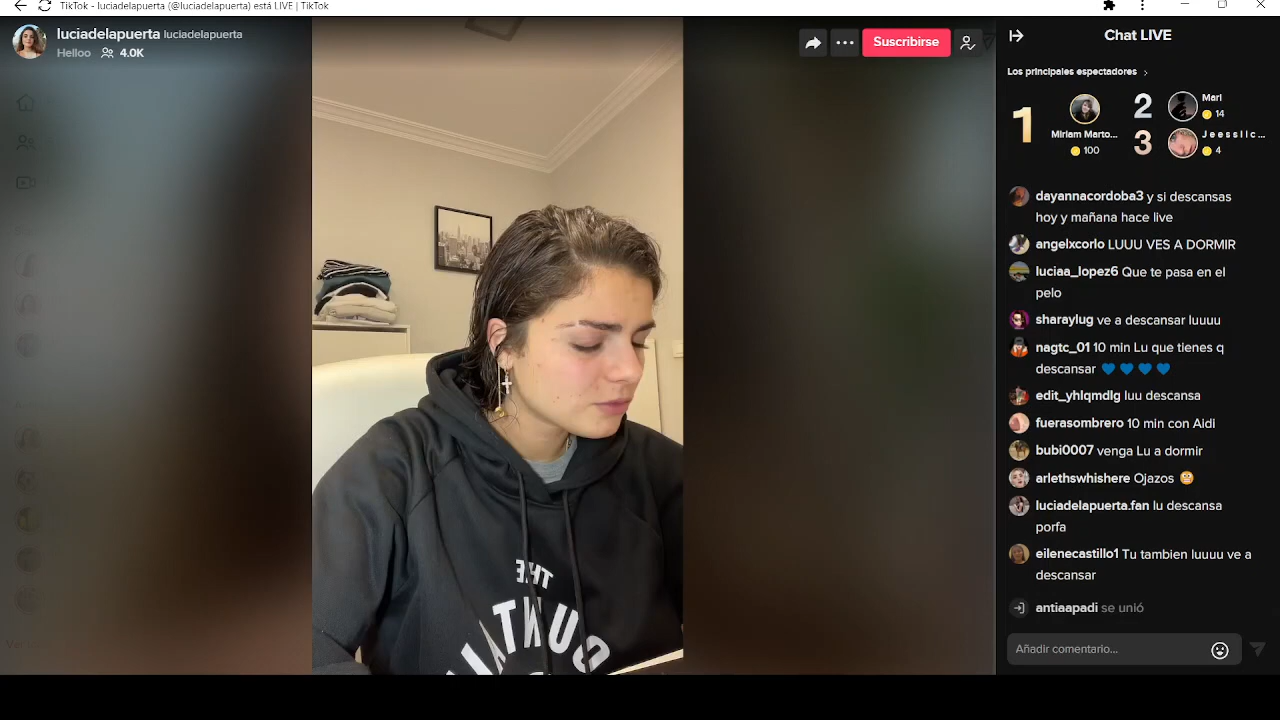 TikTok - luciadelapuerta (@luciadelapuerta) está LIVE | TikTok
luciadelapuerta luciadelapuerta
Helloo 4.0K
Suscribirse
Chat LIVE
Los principales espectadores
1
Miriam Marto...
100
2
Mari
14
3
J e e s s i i c ...
4
dayannacordoba3 y si descansas
hoy y mañana hace live
angelxcorlo LUUU VES A DORMIR
luciaa_lopez6 Que te pasa en el
pelo
sharaylug ve a descansar luuuu
nagtc_01 10 min Lu que tienes q
descansar 💙 💙 💙 💙
edit_yhlqmdlg luu descansa
fuerasombrero 10 min con Aidi
bubi0007 venga Lu a dormir
arlethswhishere Ojazos 😬
luciadelapuerta.fan lu descansa
porfa
eilenecastillo1 Tu tambien luuuu ve a
descansar
antiaapadi se unió
Añadir comentario...
THE